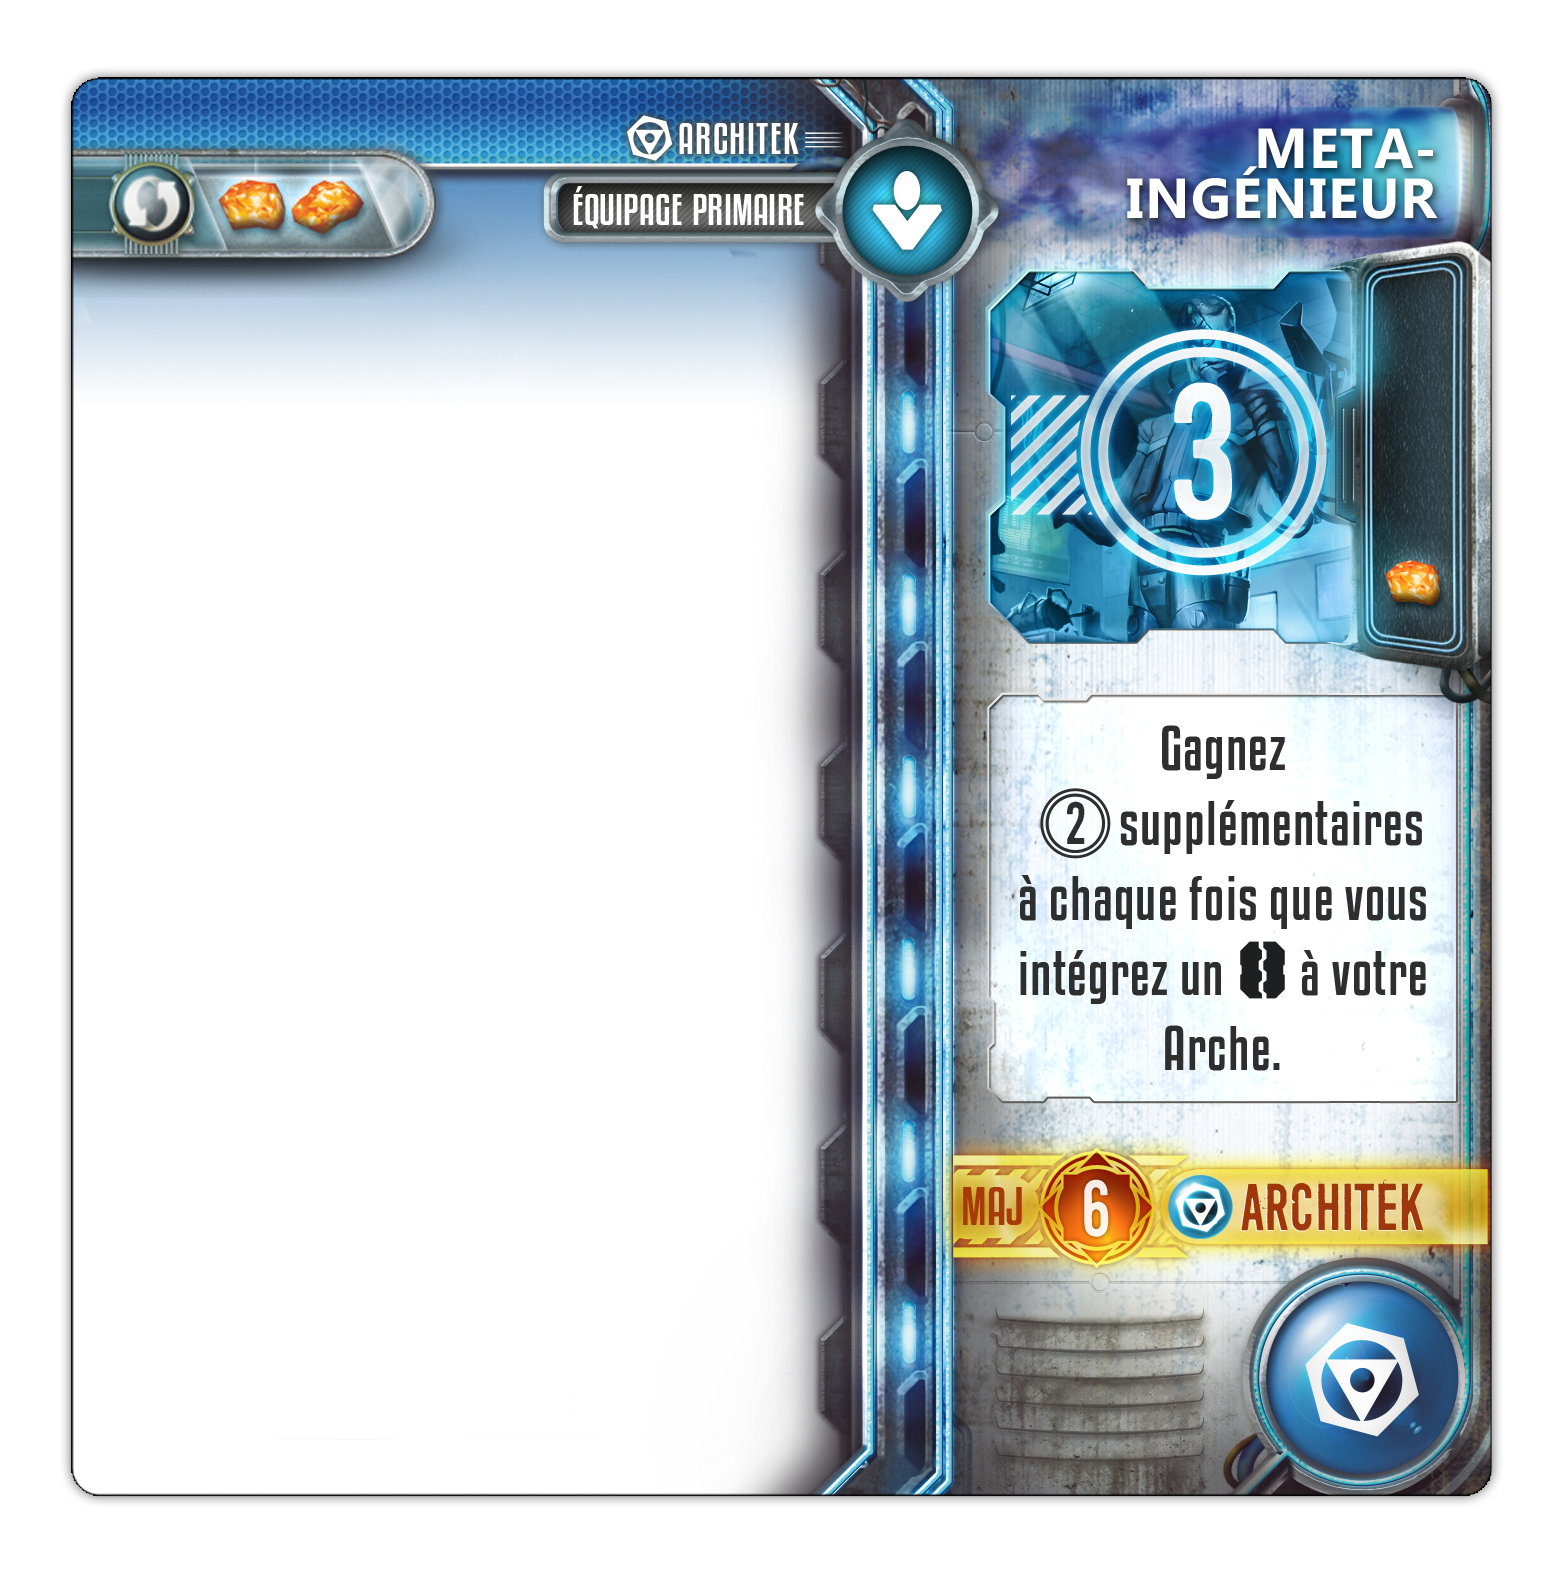 ARCHITEK
ÉQUIPAGE PRIMAIRE
META-
INGÉNIEUR
3
Gagnez
2 supplémentaires
à chaque fois que vous
intégrez un à votre
Arche.
MAJ 6 ARCHITEK